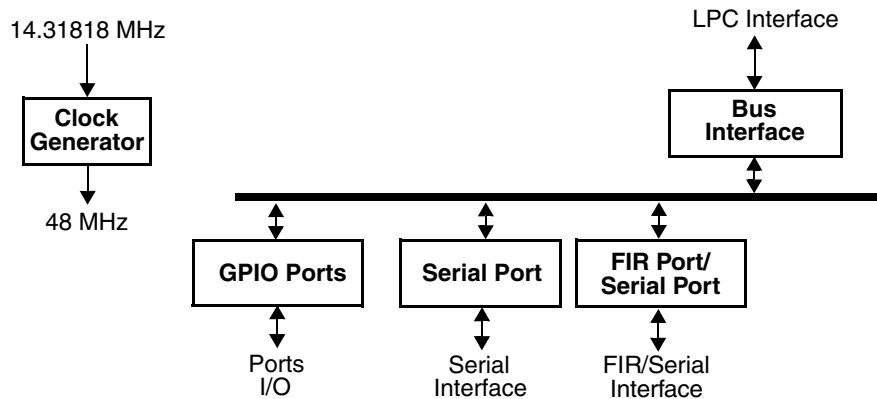 14.31818 MHz
LPC Interface
Clock
Generator
Bus
Interface
48 MHz
GPIO Ports
Serial Port
FIR Port/
Serial Port
Ports
I/O
Serial
Interface
FIR/Serial
Interface